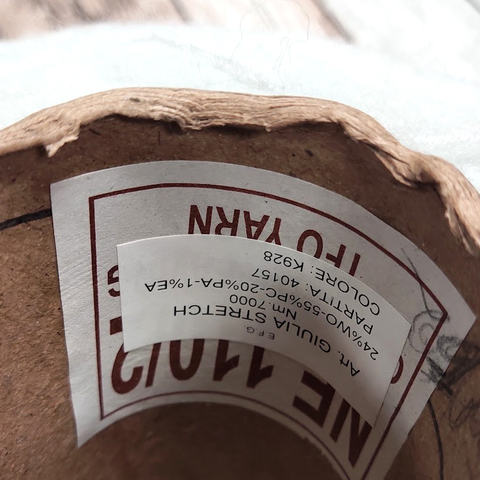 NE 110/2
E.F.G.
Art. GIULIA STRETCH
Nm.7000
24%WO-55%PC-20%PA-1%EA
PARTITA: 40157
COLORE: K928
TFO YARN